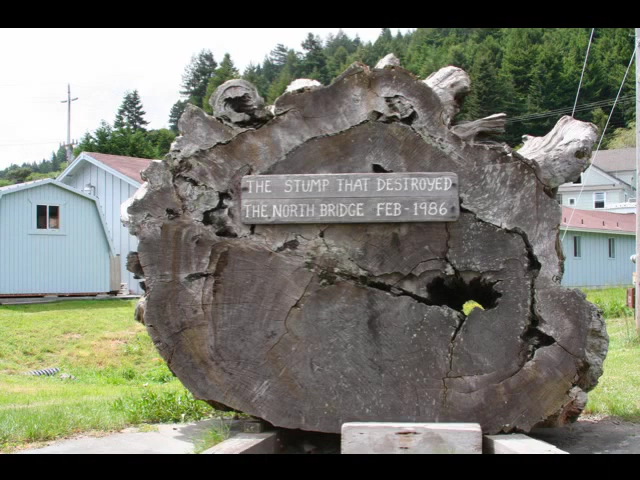 THE STUMP THAT DESTROYED
THE NORTH BRIDGE FEB-1986